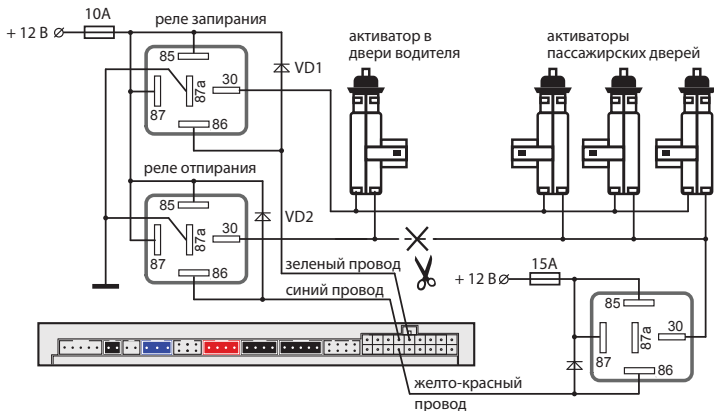 10А
реле запирания
+ 12 В
85
30
87a
87
86
VD1
активатор в
двери водителя
активаторы
пассажирских дверей
реле отпирания
85
30
87a
87
86
VD2
зеленый провод
синий провод
+ 12 В
15А
85
30
87a
87
86
желто-красный
провод